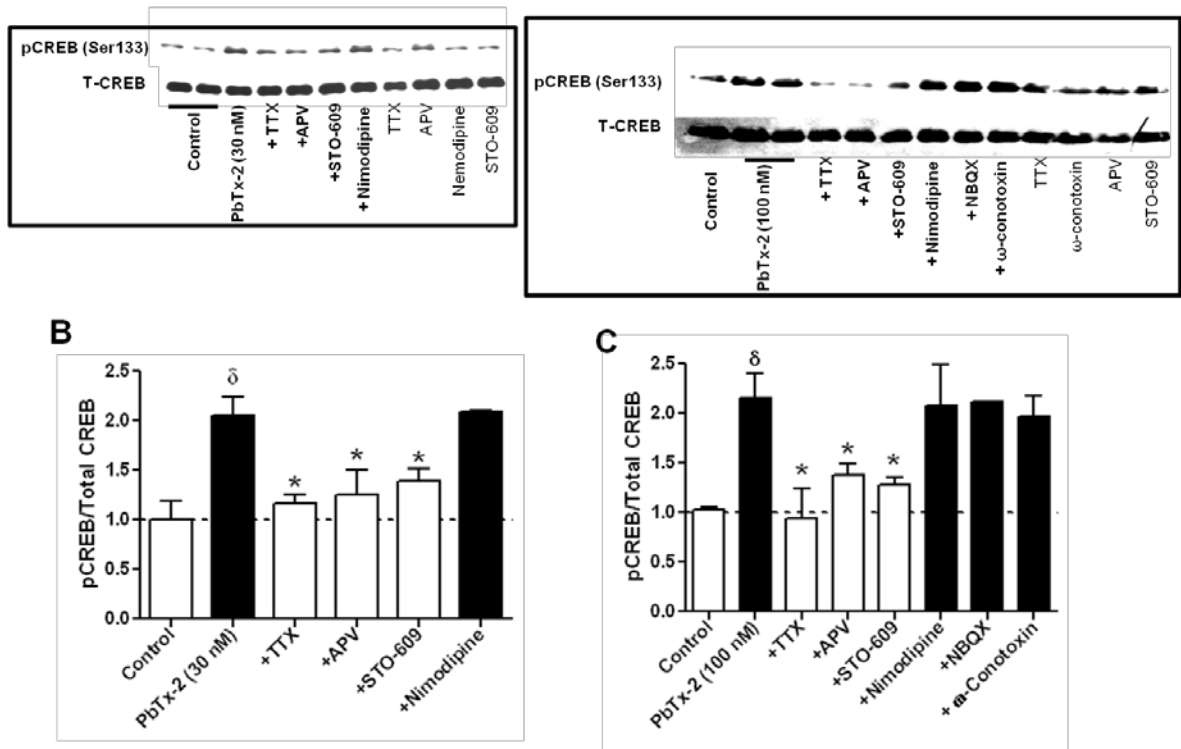 pCREB (Ser133)
T-CREB
Control
PbTx-2 (30 nM)
+TTX
+APV
+STO-609
+ Nimodipine
TTX
APV
Nemodipine
STO-609
pCREB (Ser133)
T-CREB
Control
PbTx-2 (100 nM)
+ TTX
+ APV
+STO-609
+ Nimodipine
+ NBQX
+ ω-conotoxin
TTX
ω-conotoxin
APV
STO-609
B
pCREB/Total CREB
2.5
2.0
1.5
1.0
0.5
0.0
δ
* * *
Control
PbTx-2 (30 nM)
+TTX
+APV
+STO-609
+Nimodipine
C
pCREB/Total CREB
2.5
2.0
1.5
1.0
0.5
0.0
δ
* * *
Control
PbTx-2 (100 nM)
+TTX
+APV
+STO-609
+Nimodipine
+NBQX
+ ω-Conotoxin